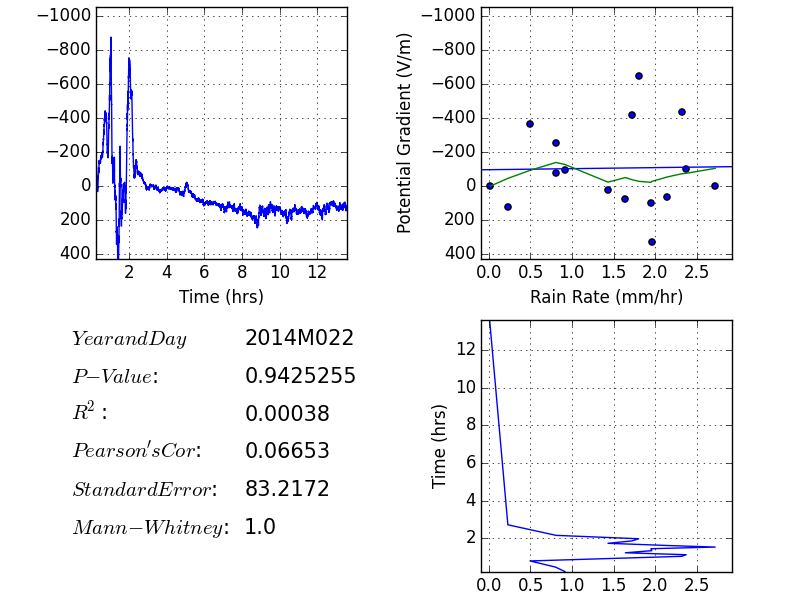 −1000
−800
−600
−400
−200
0
200
400
2 4 6 8 10 12
Time (hrs)
Potential Gradient (V/m)
−1000
−800
−600
−400
−200
0
200
400
0.0 0.5 1.0 1.5 2.0 2.5
Rain Rate (mm/hr)
YearandDay 2014M022
P−Value: 0.9425255
R² : 0.00038
Pearson'sCor: 0.06653
StandardError: 83.2172
Mann−Whitney: 1.0
Time (hrs)
12
10
8
6
4
2
0.0 0.5 1.0 1.5 2.0 2.5